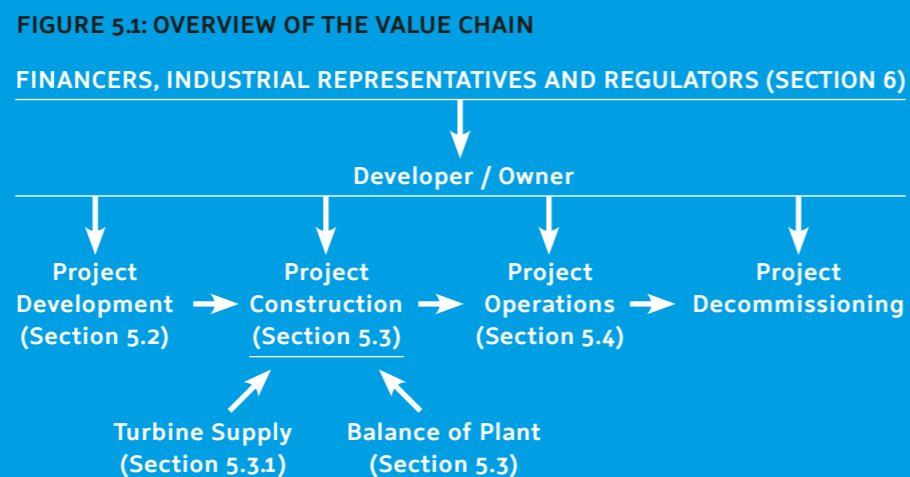 FIGURE 5.1: OVERVIEW OF THE VALUE CHAIN
FINANCERS, INDUSTRIAL REPRESENTATIVES AND REGULATORS (SECTION 6)
Developer / Owner
Project
Development
(Section 5.2)
Project
Construction
(Section 5.3)
Project
Operations
(Section 5.4)
Project
Decommissioning
Turbine Supply
(Section 5.3.1)
Balance of Plant
(Section 5.3)